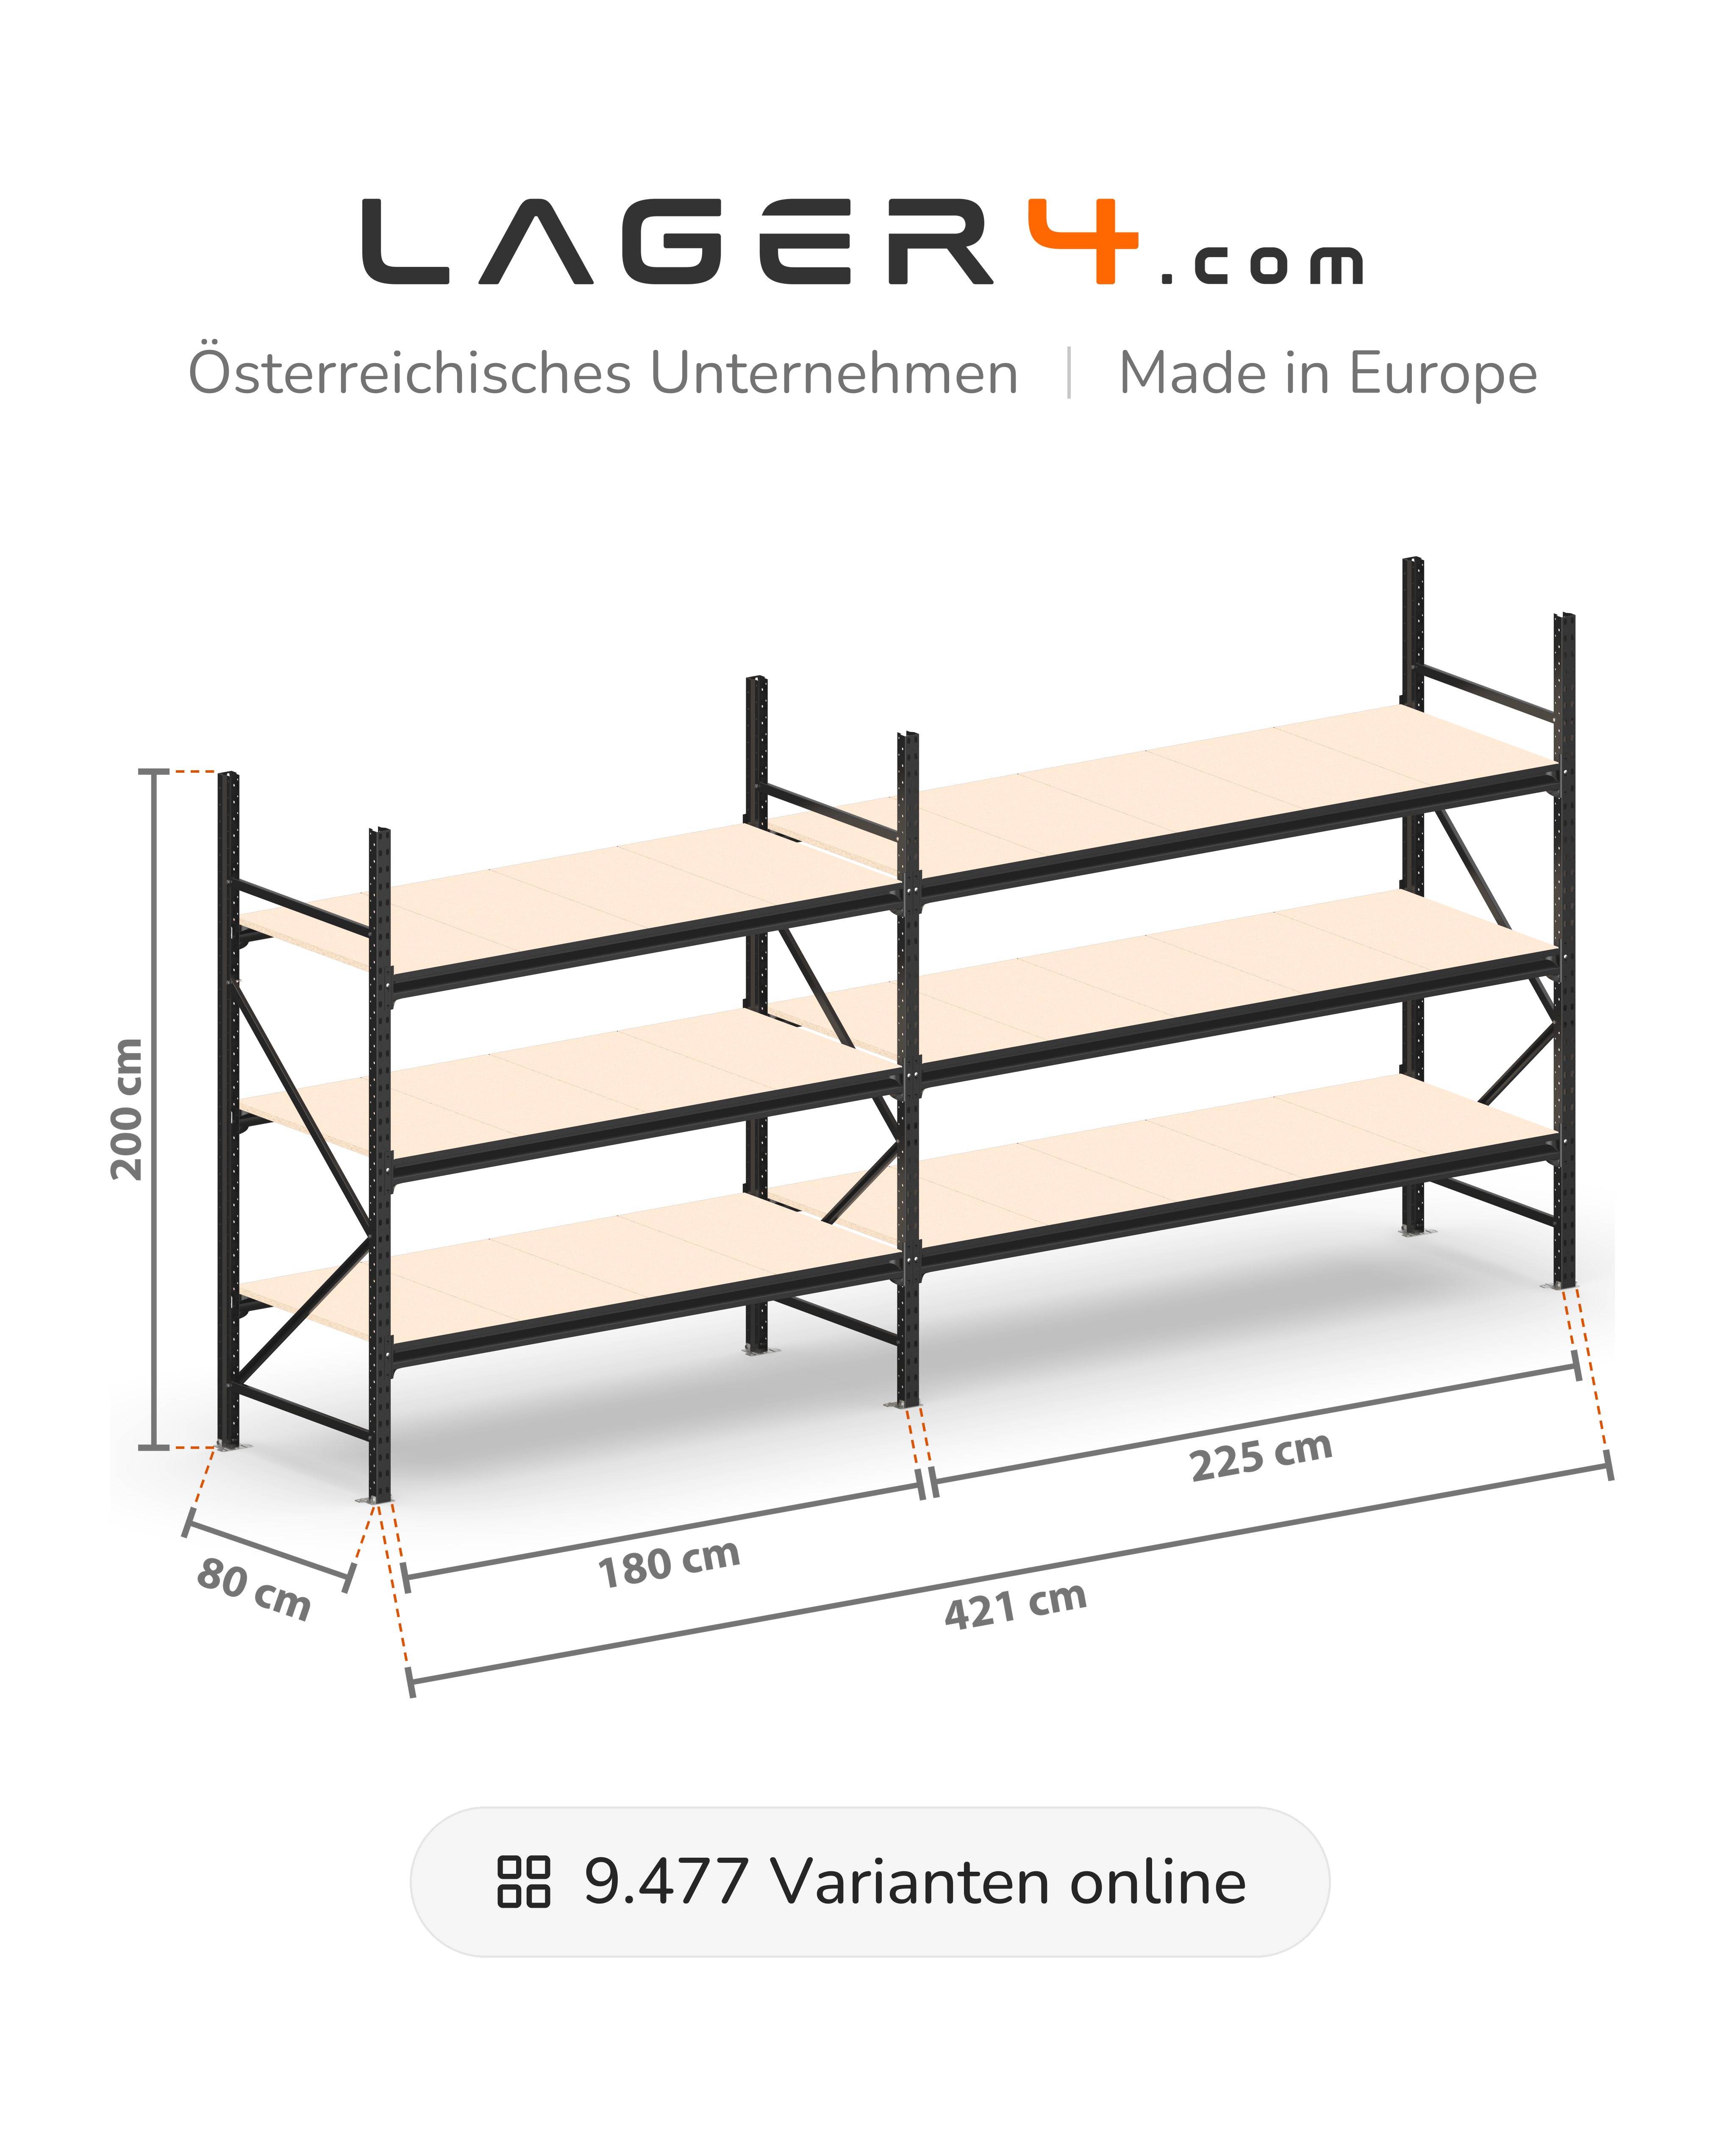 LAGER4.com
Österreichisches Unternehmen | Made in Europe
200 cm
80 cm
180 cm
225 cm
421 cm
9.477 Varianten online